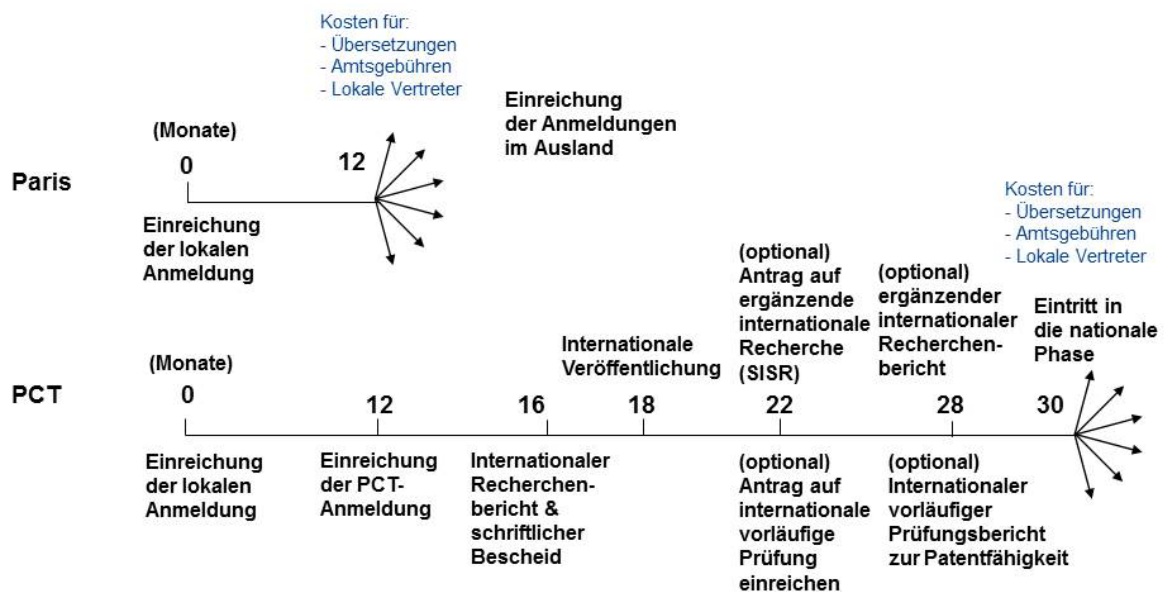 Kosten für:
- Übersetzungen
- Amtsgebühren
- Lokale Vertreter
Einreichung
der Anmeldungen
im Ausland
(Monate)
0
12
Paris
Einreichung
der lokalen
Anmeldung
Kosten für:
- Übersetzungen
- Amtsgebühren
- Lokale Vertreter
(optional)
Antrag auf
ergänzende
internationale
Recherche
(SISR)
(optional)
ergänzender
internationaler
Recherchen-
bericht
Eintritt in
die nationale
Phase
Internationale
Veröffentlichung
(Monate)
PCT
0
12
16
18
22
28
30
Einreichung
der lokalen
Anmeldung
Einreichung
der PCT-
Anmeldung
Internationaler
Recherchen-
bericht &
schriftlicher
Bescheid
(optional)
Antrag auf
internationale
vorläufige
Prüfung
einreichen
(optional)
Internationaler
vorläufiger
Prüfungsbericht
zur Patentfähigkeit